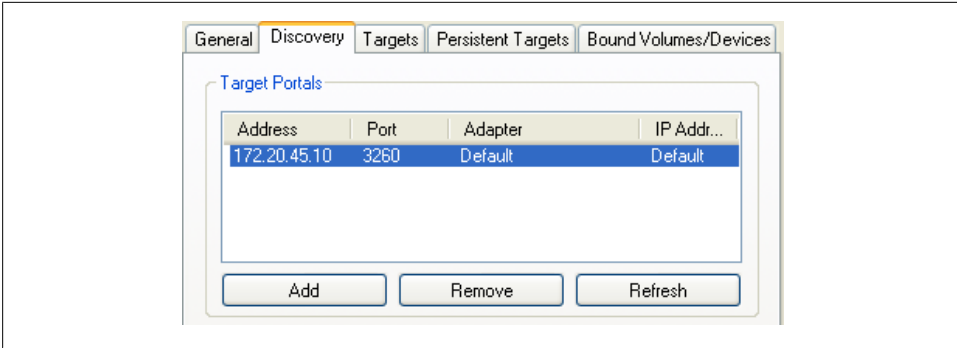 General Discovery Targets Persistent Targets Bound Volumes/Devices
Target Portals
Address Port Adapter IP Addr...
172.20.45.10 3260 Default Default
Add Remove Refresh